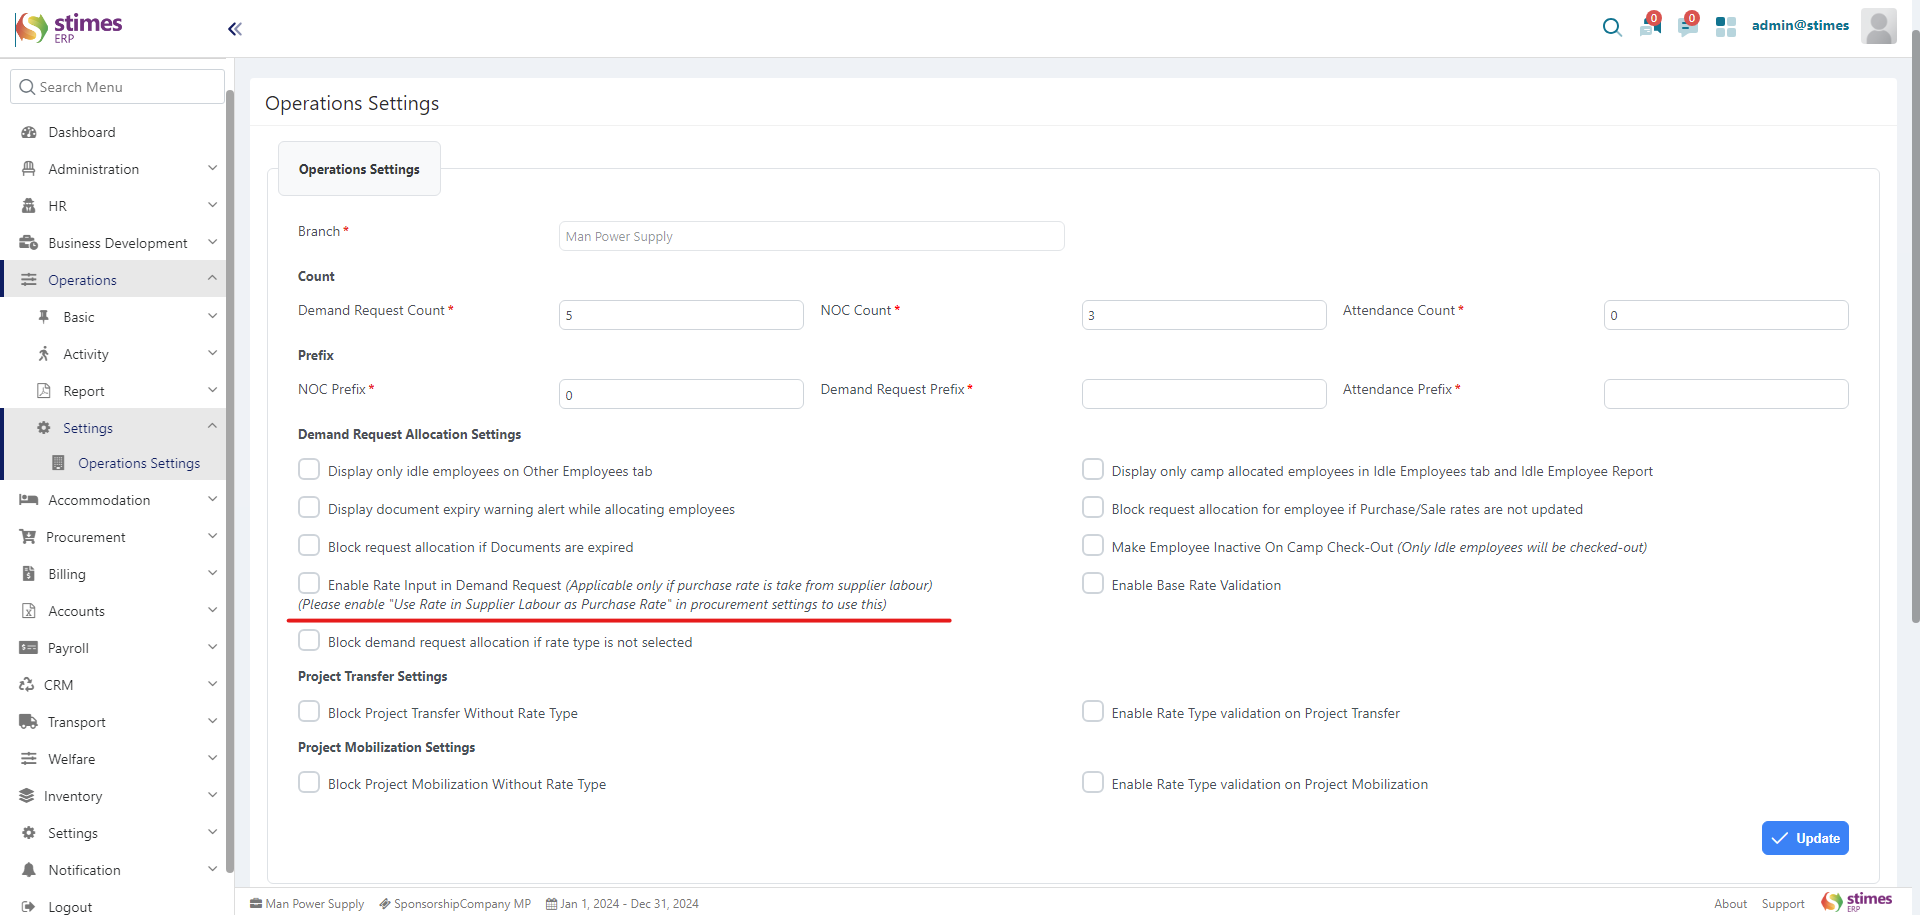 stimes
ERP
0
0
admin@stimes
Search Menu
Dashboard
Administration
HR
Business Development
Operations
Basic
Activity
Report
Settings
Operations Settings
Accommodation
Procurement
Billing
Accounts
Payroll
CRM
Transport
Welfare
Inventory
Settings
Notification
Logout
Operations Settings
Operations Settings
Branch *
Man Power Supply
Count
Demand Request Count *
5
NOC Count *
3
Attendance Count *
0
Prefix
NOC Prefix *
0
Demand Request Prefix *
Attendance Prefix *
Demand Request Allocation Settings
Display only idle employees on Other Employees tab
Display only camp allocated employees in Idle Employees tab and Idle Employee Report
Display document expiry warning alert while allocating employees
Block request allocation for employee if Purchase/Sale rates are not updated
Block request allocation if Documents are expired
Make Employee Inactive On Camp Check-Out (Only Idle employees will be checked-out)
Enable Rate Input in Demand Request (Applicable only if purchase rate is take from supplier labour)
(Please enable "Use Rate in Supplier Labour as Purchase Rate" in procurement settings to use this)
Enable Base Rate Validation
Block demand request allocation if rate type is not selected
Project Transfer Settings
Block Project Transfer Without Rate Type
Enable Rate Type validation on Project Transfer
Project Mobilization Settings
Block Project Mobilization Without Rate Type
Enable Rate Type validation on Project Mobilization
Update
Man Power Supply
SponsorshipCompany MP
Jan 1, 2024 - Dec 31, 2024
About
Support
stimes
ERP